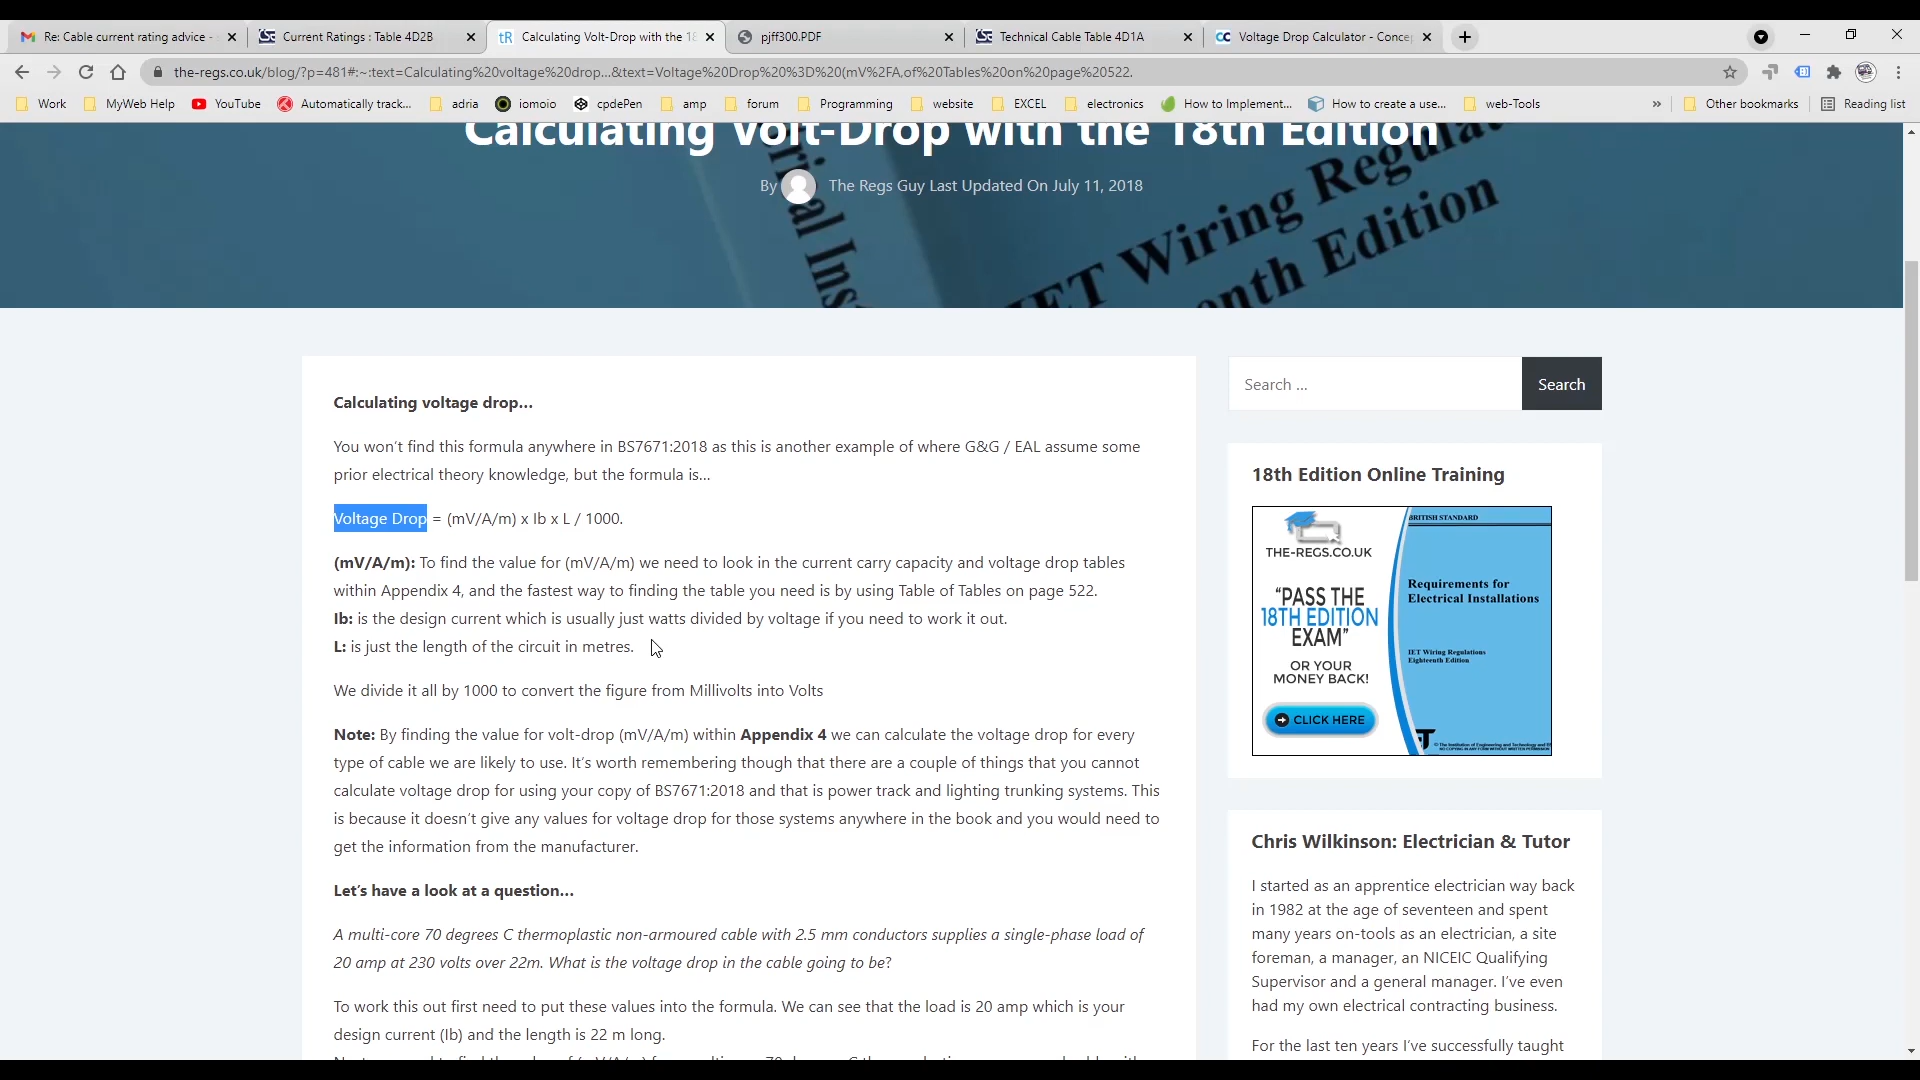 Re: Cable current rating advice -
Current Ratings : Table 4D2B
Calculating Volt-Drop with the 18
pjff300.PDF
Technical Cable Table 4D1A
Voltage Drop Calculator - Conce
the-regs.co.uk/blog/?p=481#:~:text=Calculating%20voltage%20drop…&text=Voltage%20Drop%20%3D%20(mV%2FA,of%20Tables%20on%20page%20522.
Work
MyWeb Help
YouTube
Automatically track...
adria
iomoio
cpdePen
amp
forum
Programming
website
EXCEL
electronics
How to Implement...
How to create a use...
web-Tools
»
Other bookmarks
Reading list
Calculating Volt-Drop with the 18th Edition
By The Regs Guy Last Updated On July 11, 2018
IET Wiring Regulat
Edition
Calculating voltage drop…
You won't find this formula anywhere in BS7671:2018 as this is another example of where G&G / EAL assume some
prior electrical theory knowledge, but the formula is…
Voltage Drop = (mV/A/m) x Ib x L / 1000.
(mV/A/m): To find the value for (mV/A/m) we need to look in the current carry capacity and voltage drop tables
within Appendix 4, and the fastest way to finding the table you need is by using Table of Tables on page 522.
Ib: is the design current which is usually just watts divided by voltage if you need to work it out.
L: is just the length of the circuit in metres.
We divide it all by 1000 to convert the figure from Millivolts into Volts
Note: By finding the value for volt-drop (mV/A/m) within Appendix 4 we can calculate the voltage drop for every
type of cable we are likely to use. It's worth remembering though that there are a couple of things that you cannot
calculate voltage drop for using your copy of BS7671:2018 and that is power track and lighting trunking systems. This
is because it doesn't give any values for voltage drop for those systems anywhere in the book and you would need to
get the information from the manufacturer.
Let's have a look at a question…
A multi-core 70 degrees C thermoplastic non-armoured cable with 2.5 mm conductors supplies a single-phase load of
20 amp at 230 volts over 22m. What is the voltage drop in the cable going to be?
To work this out first need to put these values into the formula. We can see that the load is 20 amp which is your
design current (Ib) and the length is 22 m long.
Search …
Search
18th Edition Online Training
THE-REGS.CO.UK
"PASS THE
18TH EDITION
EXAM"
OR YOUR
MONEY BACK!
CLICK HERE
BRITISH STANDARD
Requirements for
Electrical Installations
IET Wiring Regulations
Eighteenth Edition
Chris Wilkinson: Electrician & Tutor
I started as an apprentice electrician way back
in 1982 at the age of seventeen and spent
many years on-tools as an electrician, a site
foreman, a manager, an NICEIC Qualifying
Supervisor and a general manager. I've even
had my own electrical contracting business.
For the last ten years I've successfully taught